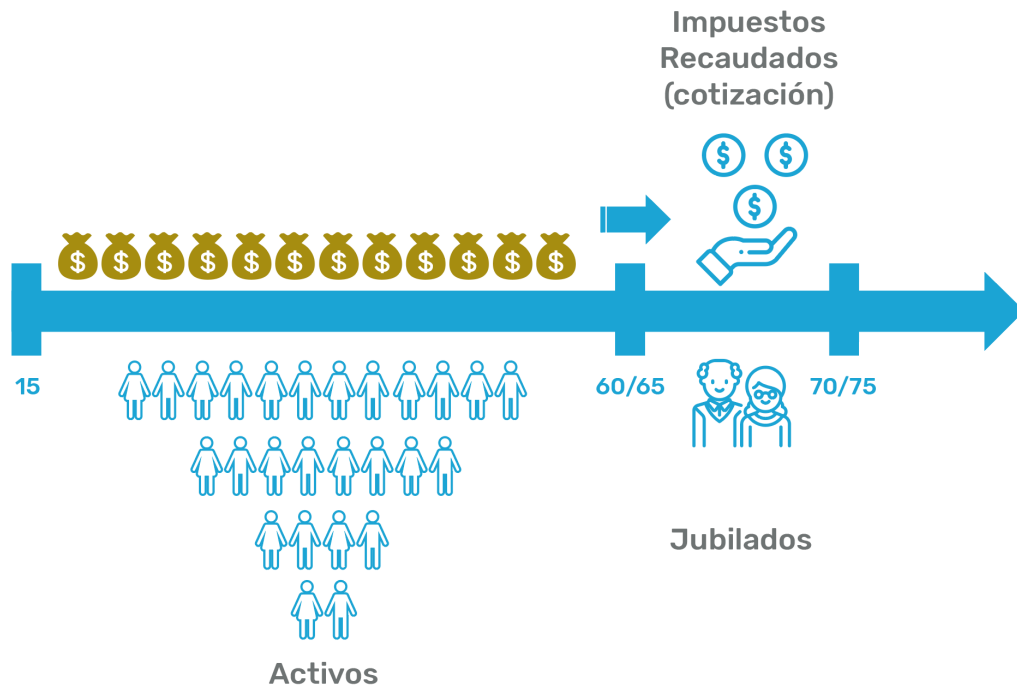 Impuestos
Recaudados
(cotización)
$ $
$
$ $ $ $ $ $ $ $ $ $ $ $
15
60/65
70/75
Jubilados
Activos